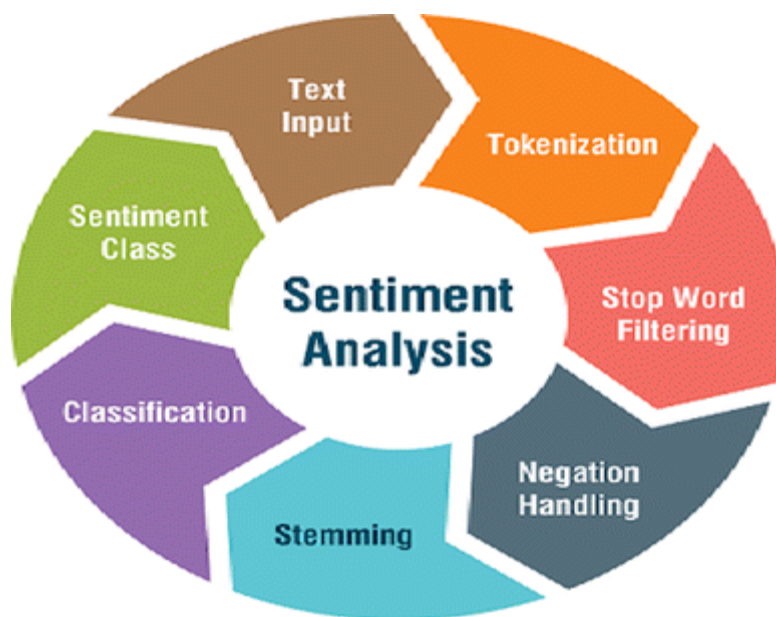 Text
Input
Tokenization
Stop Word
Filtering
Negation
Handling
Stemming
Classification
Sentiment
Class
Sentiment
Analysis